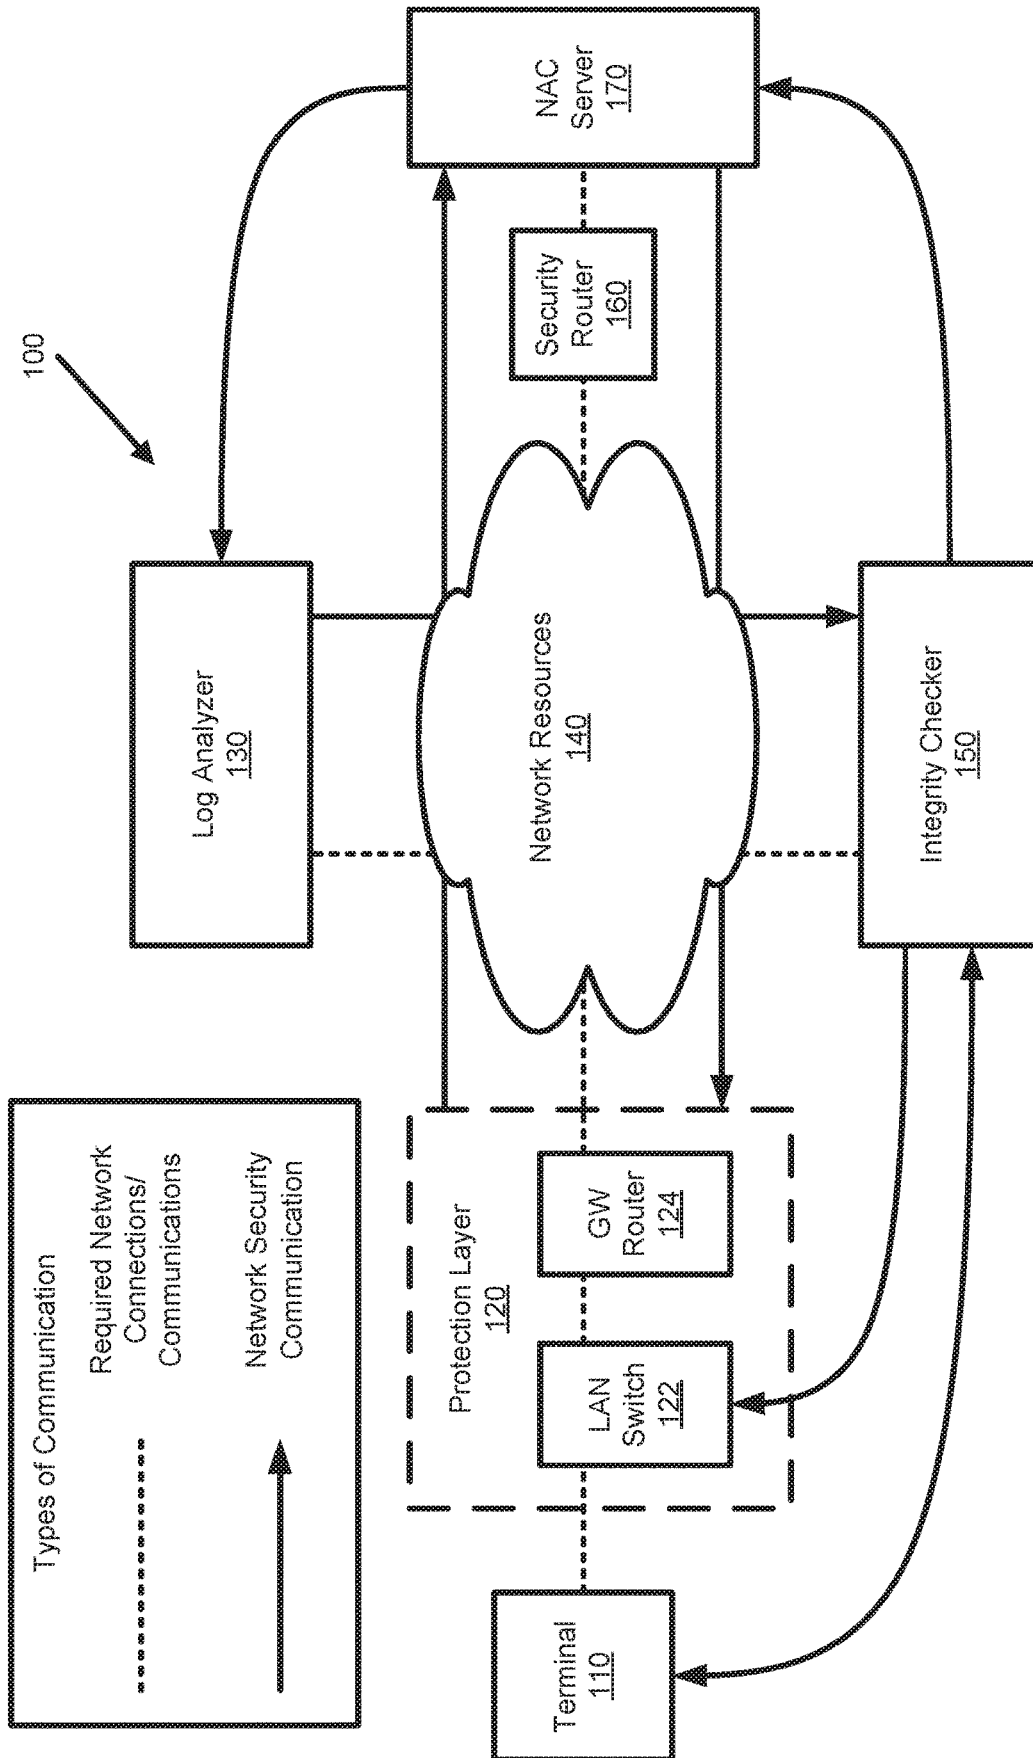 Types of Communication
Required Network
Connections/
Communications
Network Security
Communication
100
Log Analyzer
130
Terminal
110
Protection Layer
120
LAN
Switch
122
GW
Router
124
Network Resources
140
Security
Router
160
NAC
Server
170
Integrity Checker
150